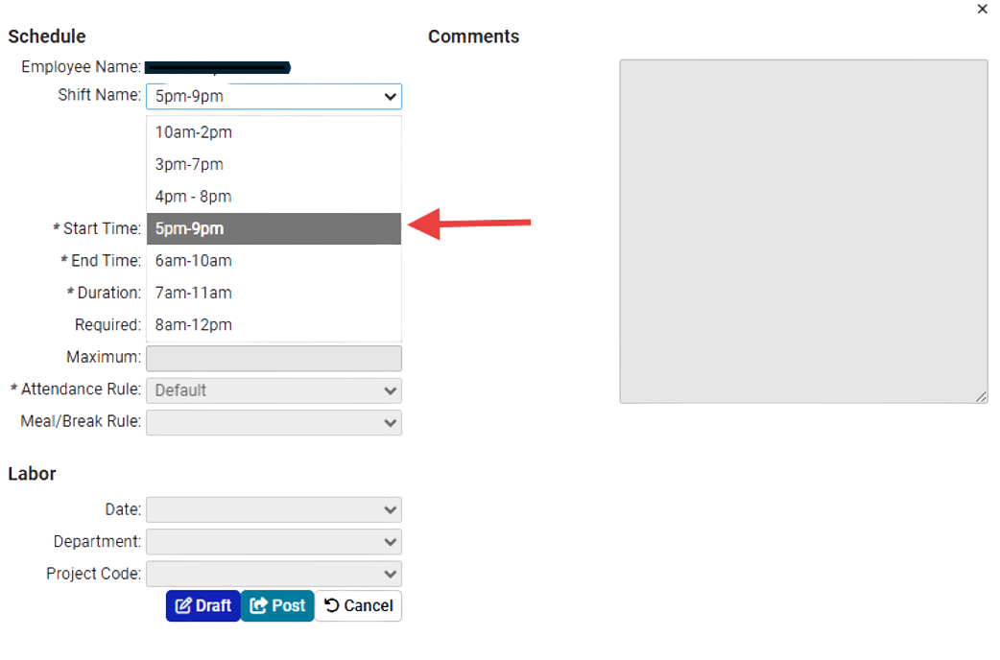 Schedule
Comments
Employee Name:
Shift Name: 5pm-9pm
10am-2pm
3pm-7pm
4pm - 8pm
* Start Time: 5pm-9pm
* End Time: 6am-10am
* Duration: 7am-11am
Required: 8am-12pm
Maximum:
* Attendance Rule: Default
Meal/Break Rule:
Labor
Date:
Department:
Project Code:
Draft Post Cancel